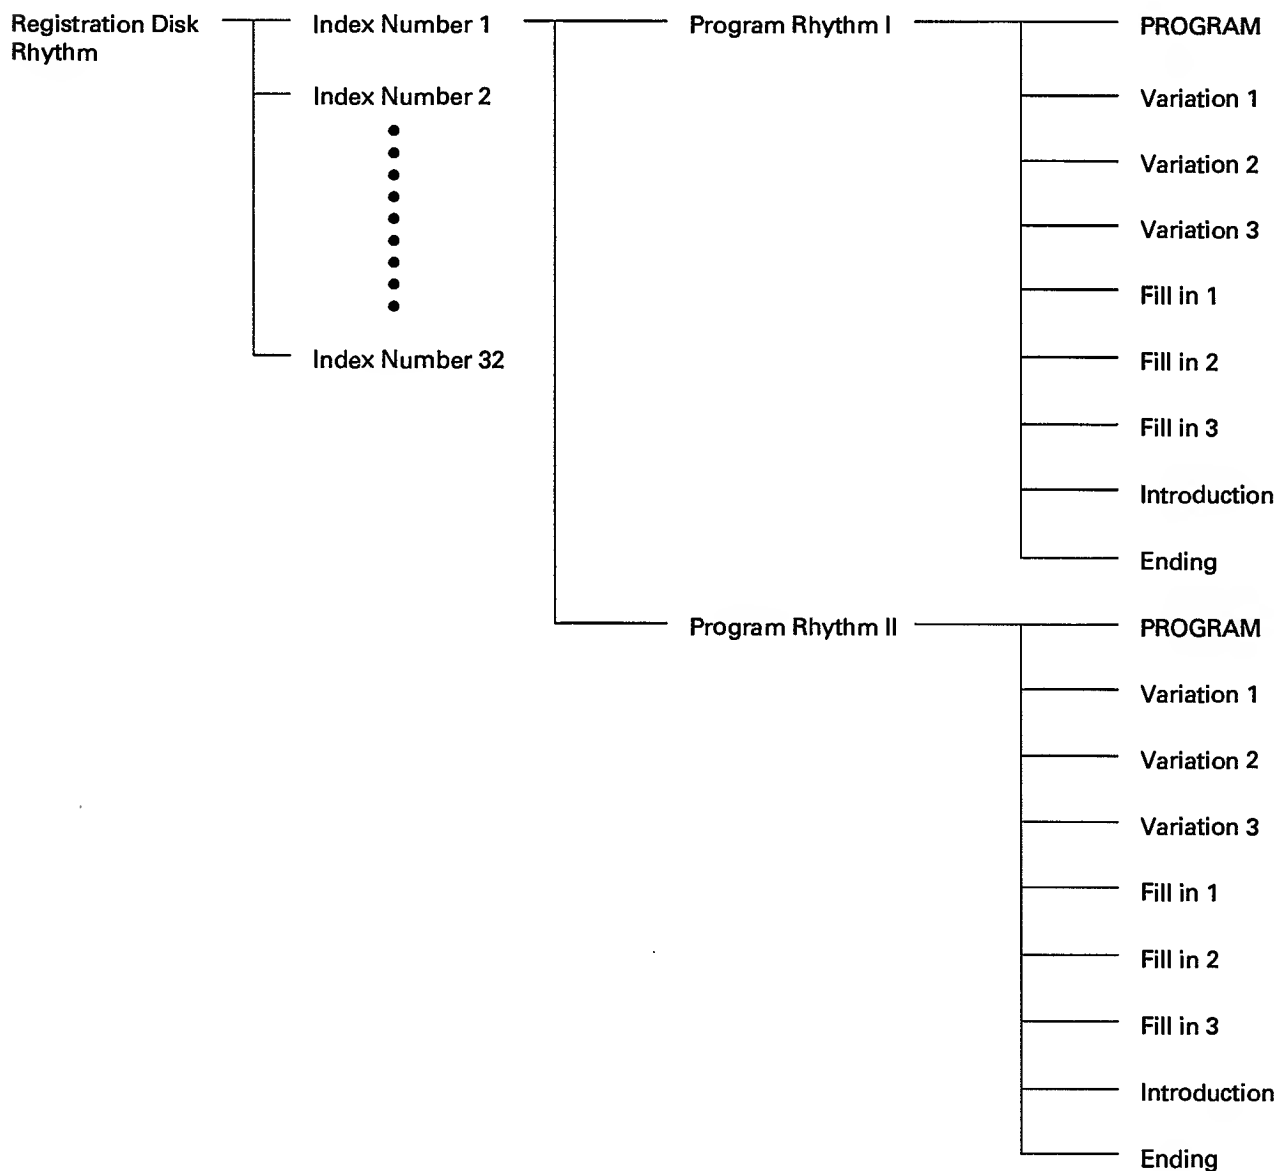 Registration Disk
Rhythm
Index Number 1
Index Number 2
Index Number 32
Program Rhythm I
PROGRAM
Variation 1
Variation 2
Variation 3
Fill in 1
Fill in 2
Fill in 3
Introduction
Ending
Program Rhythm II
PROGRAM
Variation 1
Variation 2
Variation 3
Fill in 1
Fill in 2
Fill in 3
Introduction
Ending